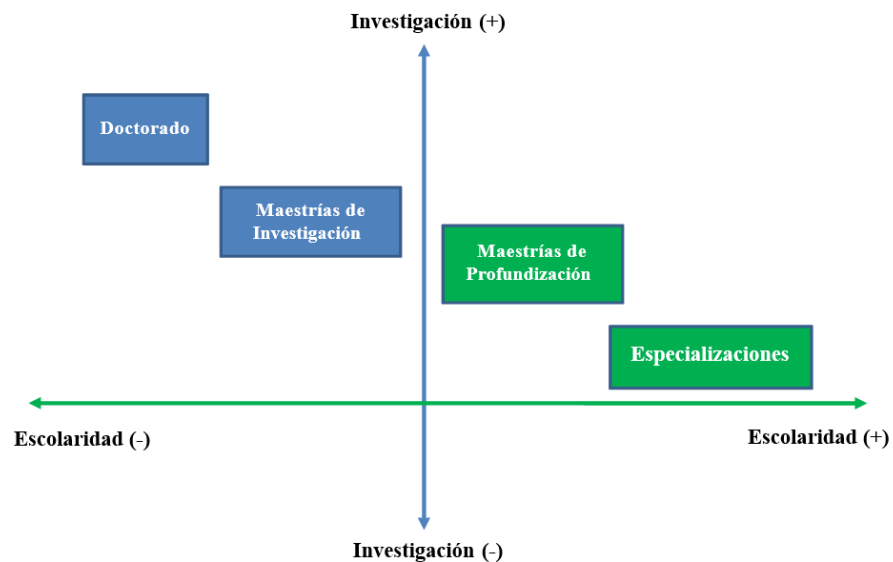 Investigación (+)
Doctorado
Maestrías de
Investigación
Maestrías de
Profundización
Especializaciones
Escolaridad (-)
Escolaridad (+)
Investigación (-)